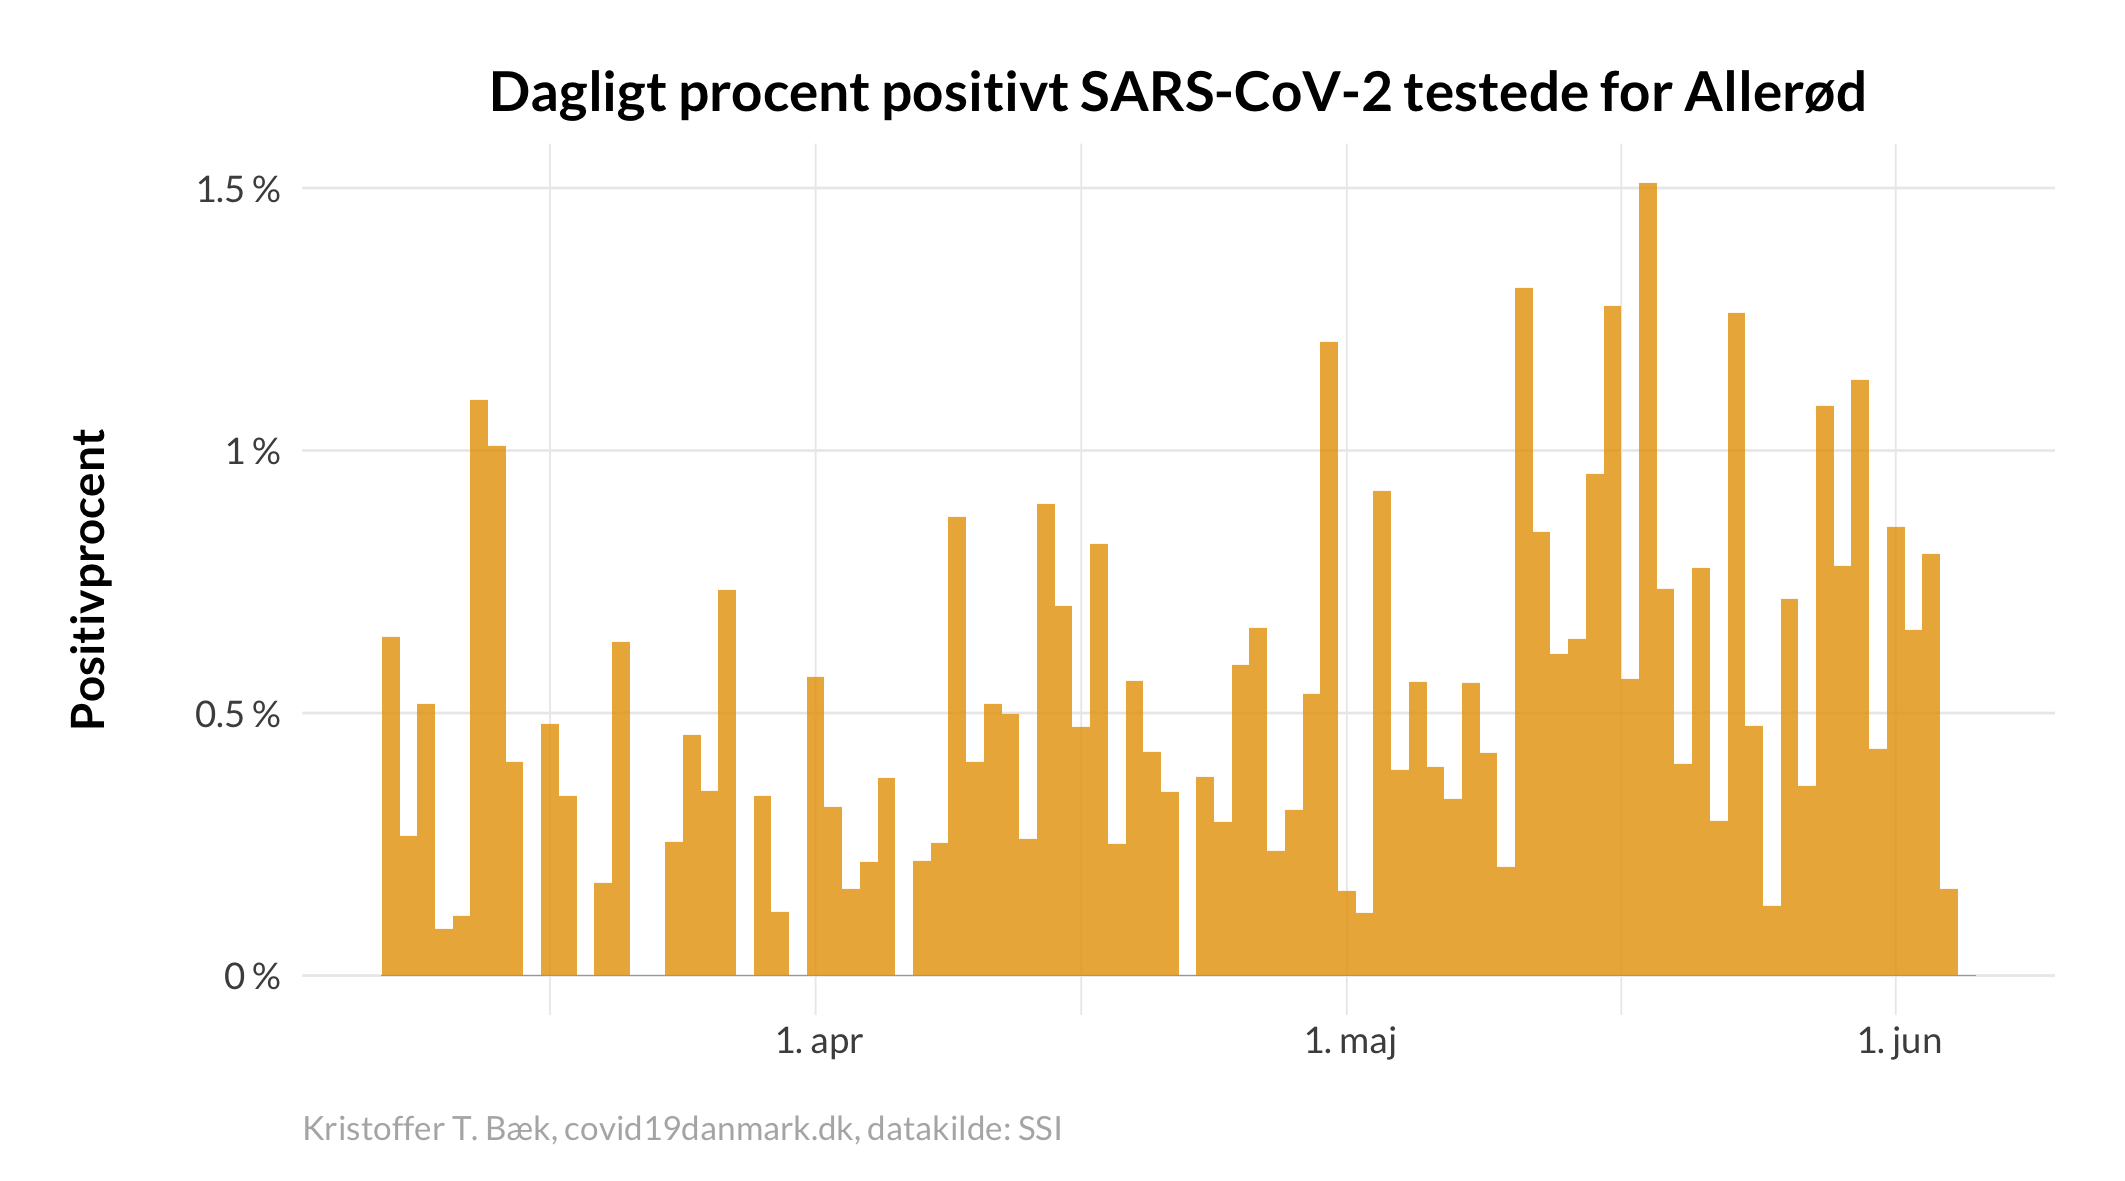 Dagligt procent positivt SARS-CoV-2 testede for Allerød
Positivprocent
1.5 %
1 %
0.5 %
0 %
1. apr
1. maj
1. jun
Kristoffer T. Bæk, covid19danmark.dk, datakilde: SSI